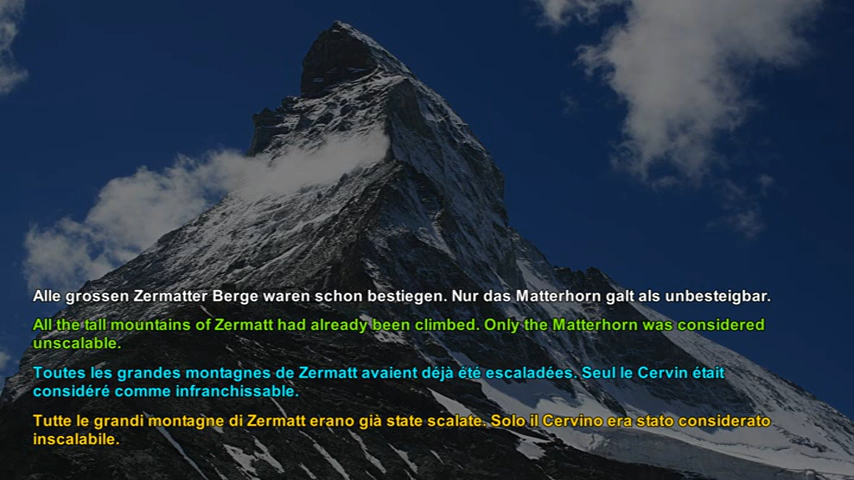 Alle grossen Zermatter Berge waren schon bestiegen. Nur das Matterhorn galt als unbesteigbar.
All the tall mountains of Zermatt had already been climbed. Only the Matterhorn was considered
unscalable.
Toutes les grandes montagnes de Zermatt avaient déjà été escaladées. Seul le Cervin était
considéré comme infranchissable.
Tutte le grandi montagne di Zermatt erano già state scalate. Solo il Cervino era stato considerato
inscalabile.